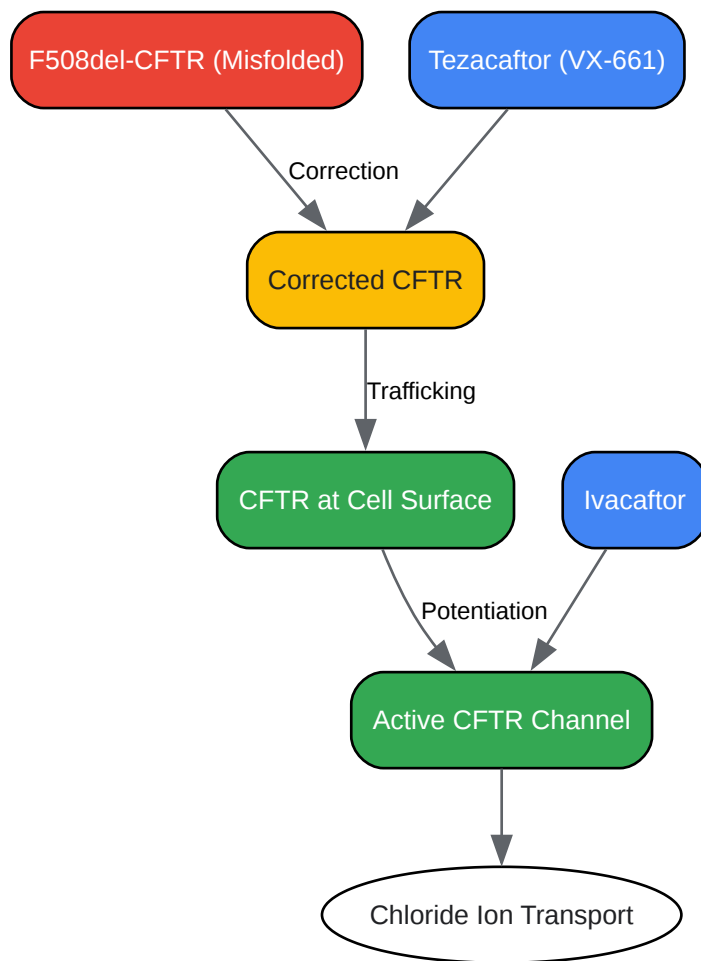 F508del-CFTR (Misfolded)
Tezacaftor (VX-661)
Correction
Corrected CFTR
Trafficking
CFTR at Cell Surface
Ivacaftor
Potentiation
Active CFTR Channel
Chloride Ion Transport